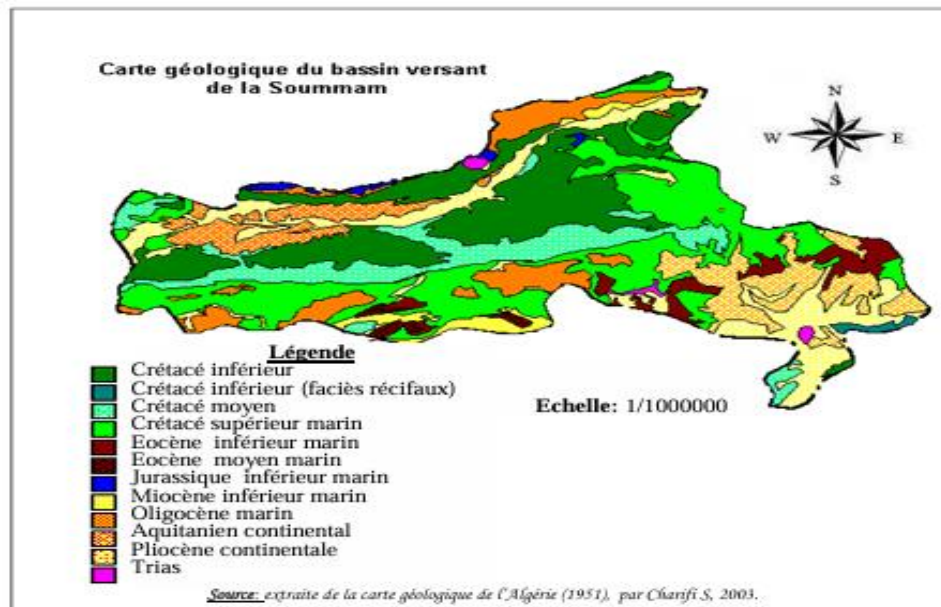 Carte géologique du bassin versant
de la Soummam
N
W E
S
Légende
Crétacé inférieur
Crétacé inférieur (faciès récifaux)
Crétacé moyen
Crétacé supérieur marin
Eocène inférieur marin
Eocène moyen marin
Jurassique inférieur marin
Miocène inférieur marin
Oligocène marin
Aquitanien continental
Pliocène continentale
Trias
Echelle: 1/1000000
Source: extraite de la carte géologique de l'Algérie (1951), par Charifi S, 2003.